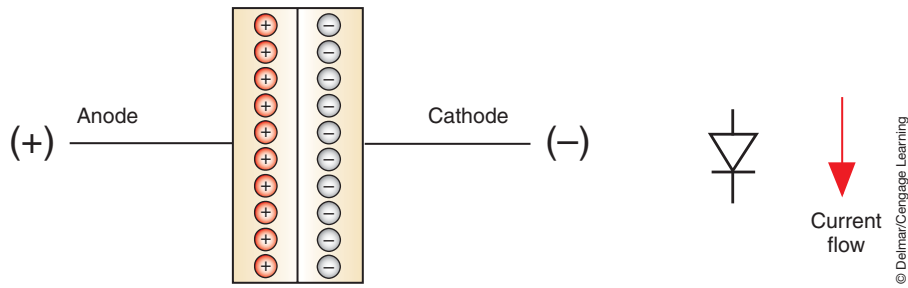 Anode
Cathode
(+)
(−)
+ −
+ −
+ −
+ −
+ −
+ −
+ −
+ −
+ −
+ −
Current
flow
© Delmar/Cengage Learning